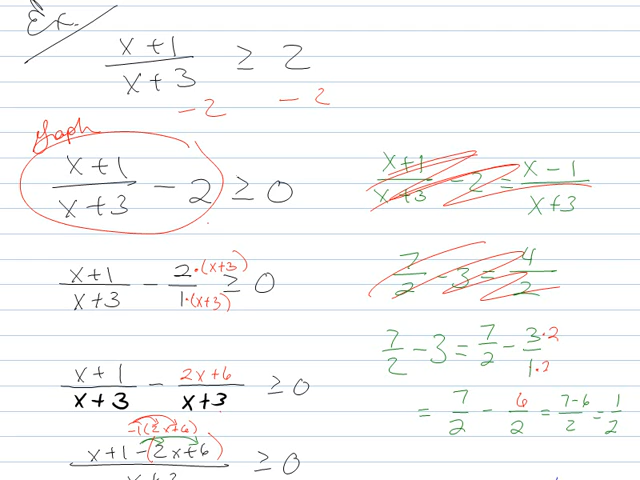 Ex.
x+1/x+3 ≥ 2
-2 -2
graph
x+1/x+3 - 2 ≥ 0
x+1/x+3 - 2·(x+3)/1·(x+3) ≥ 0
x+1/x+3 - 2x+6/x+3 ≥ 0
-1(2x+6)
x+1-(2x+6)/x+3 ≥ 0
x+1/x+3 - 2 = x-1/x+3
7/2 - 3 = 4/2
7/2 - 3 = 7/2 - 3·2/1·2
= 7/2 - 6/2 = 7-6/2 = 1/2